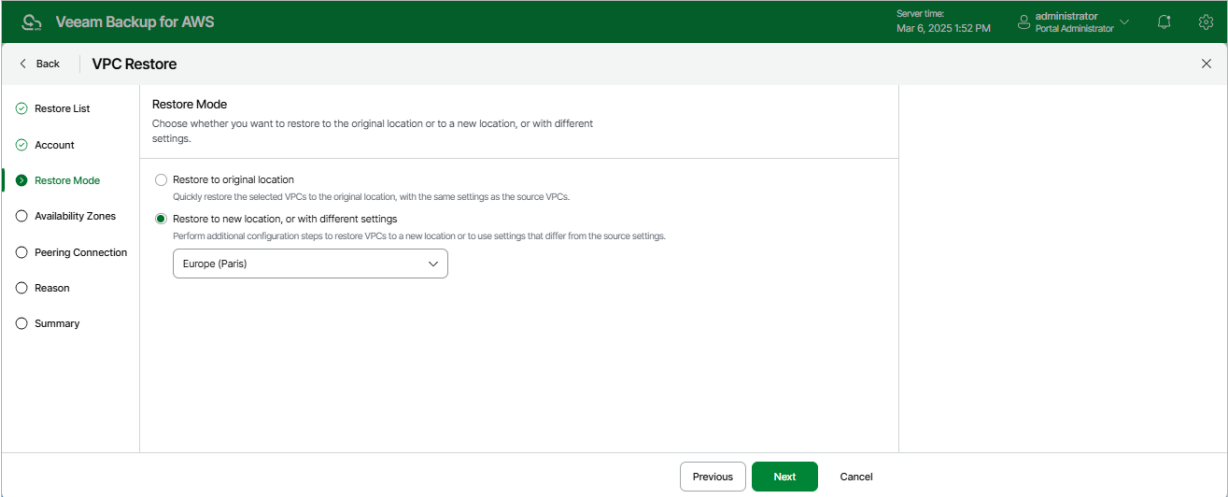 Veeam Backup for AWS
Server time:
Mar 6, 2025 1:52 PM
administrator
Portal Administrator
Back
VPC Restore
Restore List
Account
Restore Mode
Availability Zones
Peering Connection
Reason
Summary
Restore Mode
Choose whether you want to restore to the original location or to a new location, or with different
settings.
Restore to original location
Quickly restore the selected VPCs to the original location, with the same settings as the source VPCs.
Restore to new location, or with different settings
Perform additional configuration steps to restore VPCs to a new location or to use settings that differ from the source settings.
Europe (Paris)
Previous
Next
Cancel